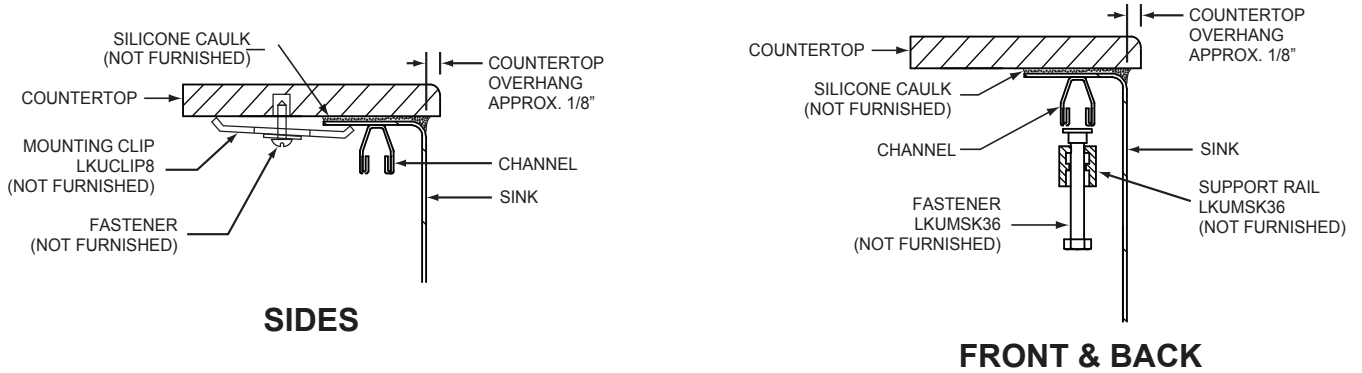 SILICONE CAULK
(NOT FURNISHED)
COUNTERTOP
OVERHANG
APPROX. 1/8”
COUNTERTOP
MOUNTING CLIP
LKUCLIP8
(NOT FURNISHED)
CHANNEL
SINK
FASTENER
(NOT FURNISHED)
SIDES
COUNTERTOP
OVERHANG
APPROX. 1/8”
COUNTERTOP
SILICONE CAULK
(NOT FURNISHED)
CHANNEL
SINK
SUPPORT RAIL
LKUMSK36
(NOT FURNISHED)
FASTENER
LKUMSK36
(NOT FURNISHED)
FRONT & BACK